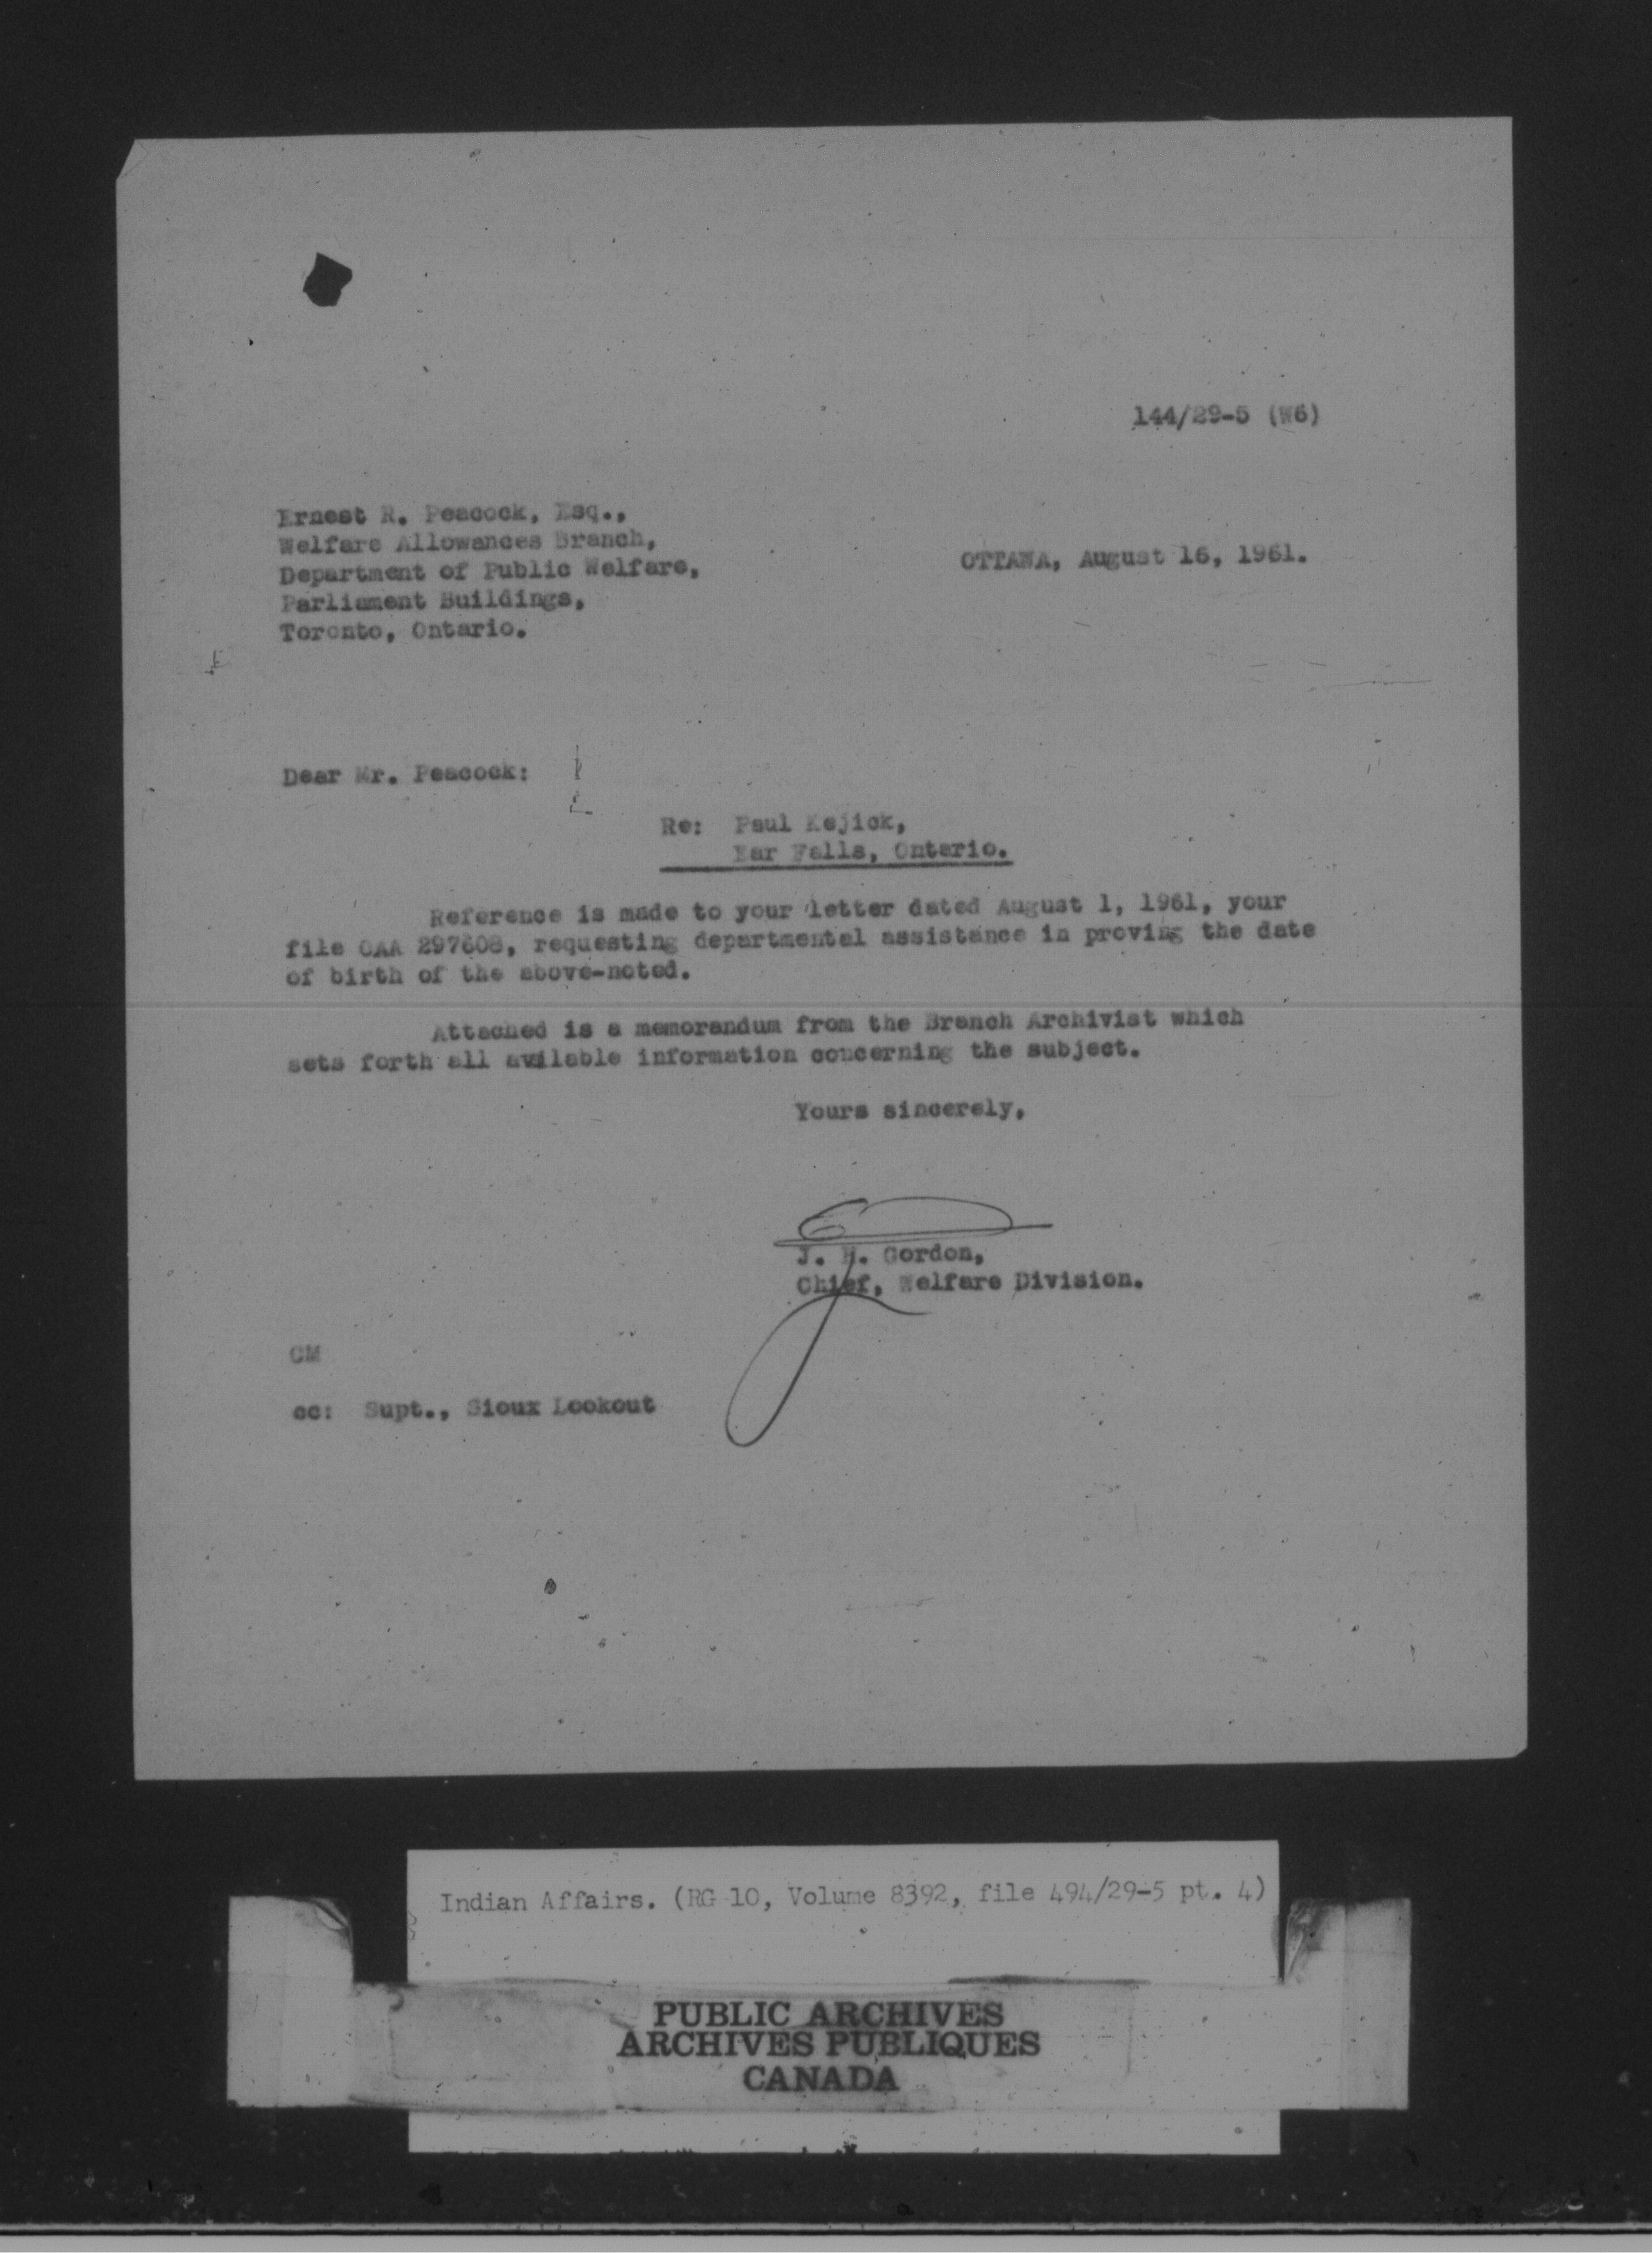 144/29-5 (W6)
Ernest R. Peacock, Esq.,
Welfare Allowances Branch,
Department of Public Welfare,
Parliament Buildings,
Toronto, Ontario.
OTTAWA, August 16, 1961.
Dear Mr. Peacock:
Re: Paul Kejick,
Ear Falls, Ontario.
Reference is made to your letter dated August 1, 1961, your
file OAA 297608, requesting departmental assistance in proving the date
of birth of the above-noted.
Attached is a memorandum from the Branch Archivist which
sets forth all available information concerning the subject.
Yours sincerely,
J. H. Gordon,
Chief, Welfare Division.
CM
cc: Supt., Sioux Lookout
Indian Affairs. (RG 10, Volume 8392, file 494/29-5 pt. 4)
PUBLIC ARCHIVES
ARCHIVES PUBLIQUES
CANADA